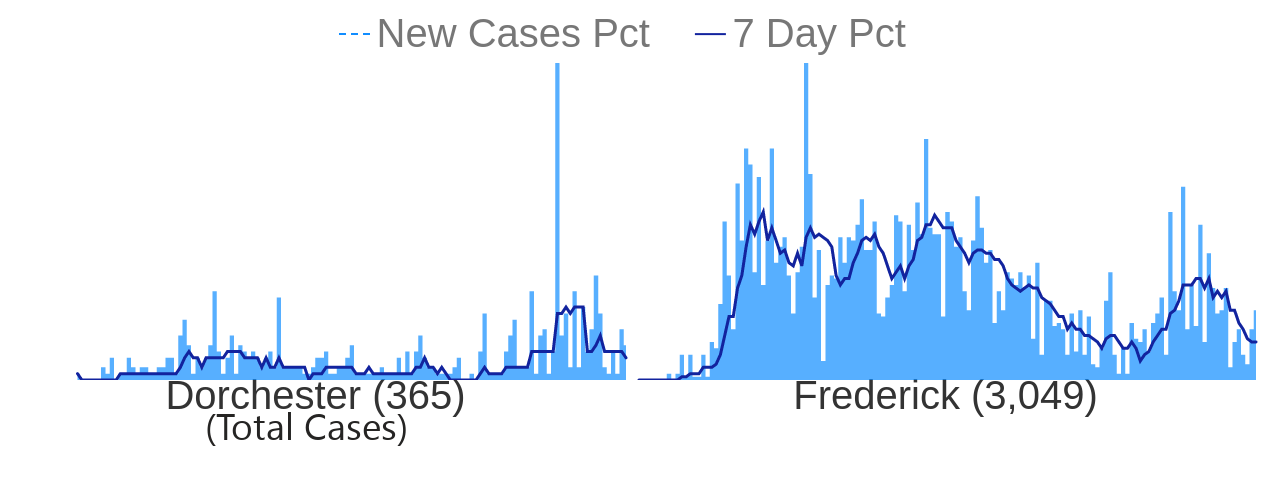 New Cases Pct 7 Day Pct
Dorchester (365) Frederick (3,049)
(Total Cases)